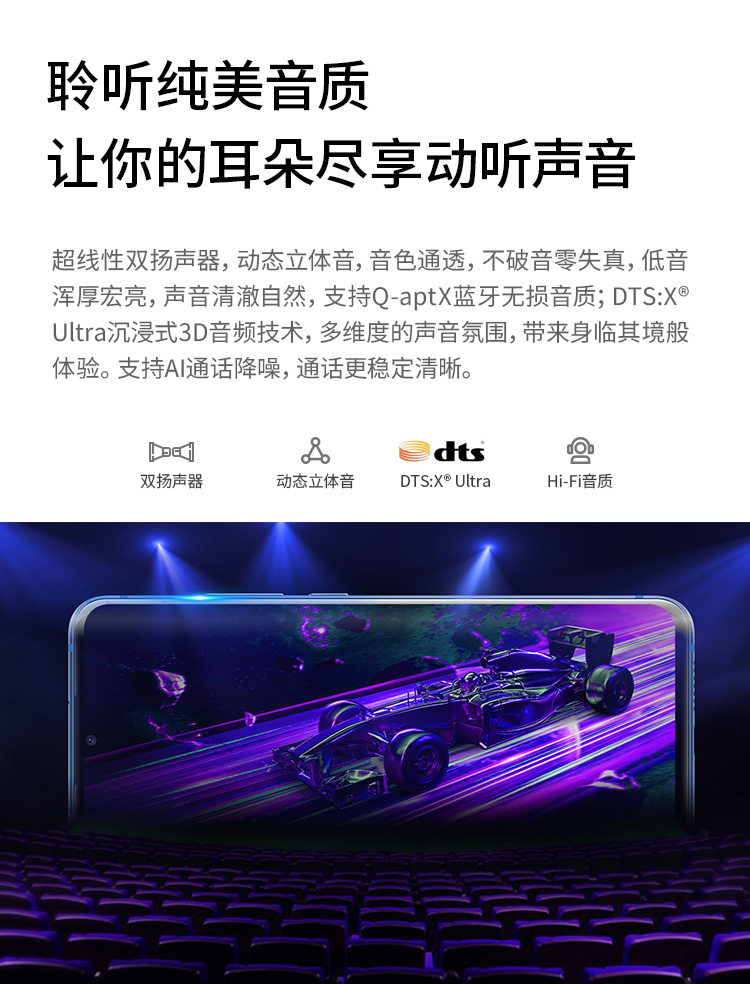 聆听纯美音质
让你的耳朵尽享动听声音
超线性双扬声器，动态立体音，音色通透，不破音零失真，低音
浑厚宏亮，声音清澈自然，支持Q-aptX蓝牙无损音质；DTS:X®
Ultra沉浸式3D音频技术，多维度的声音氛围，带来身临其境般
体验。支持AI通话降噪，通话更稳定清晰。
dts
双扬声器 动态立体音 DTS:X® Ultra Hi-Fi音质